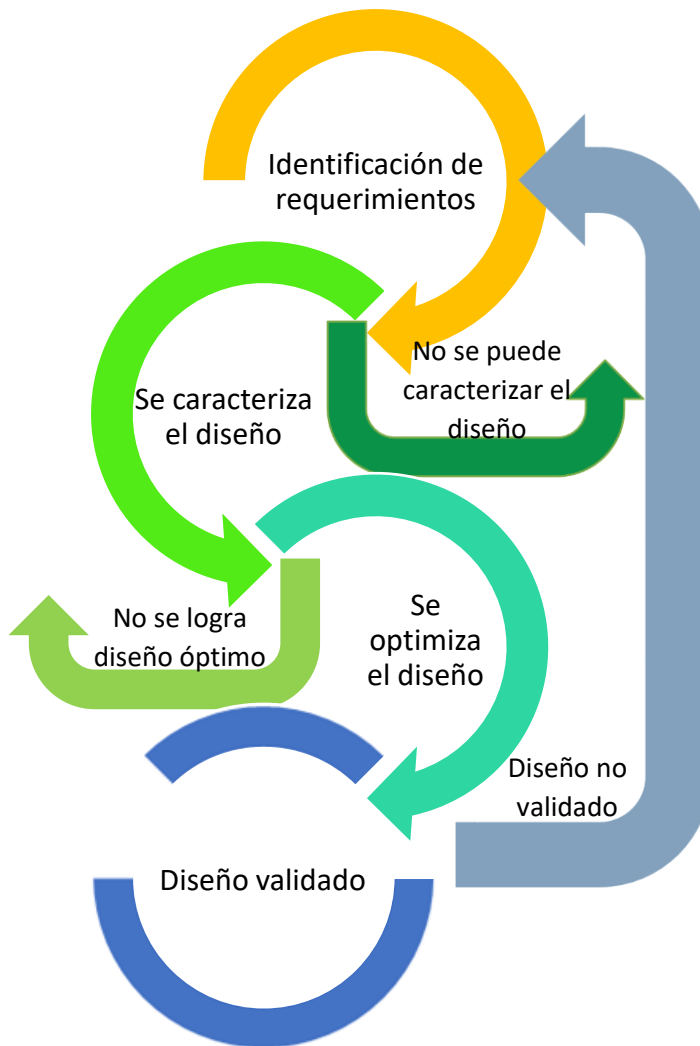 Identificación de
requerimientos
No se puede
caracterizar el
diseño
Se caracteriza
el diseño
No se logra
diseño óptimo
Se
optimiza
el diseño
Diseño no
validado
Diseño validado